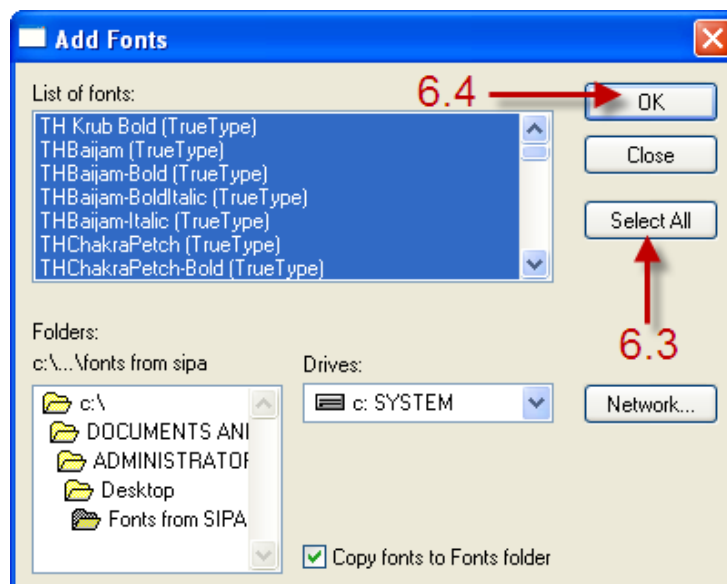 Add Fonts
List of fonts:
6.4
OK
TH Krub Bold (TrueType)
THBaijam (TrueType)
THBaijam-Bold (TrueType)
THBaijam-BoldItalic (TrueType)
THBaijam-Italic (TrueType)
THChakraPetch (TrueType)
THChakraPetch-Bold (TrueType)
Close
Select All
6.3
Folders:
c:\...\fonts from sipa
Drives:
c:\
DOCUMENTS ANI
ADMINISTRATOF
Desktop
Fonts from SIPA
c: SYSTEM
Network...
Copy fonts to Fonts folder